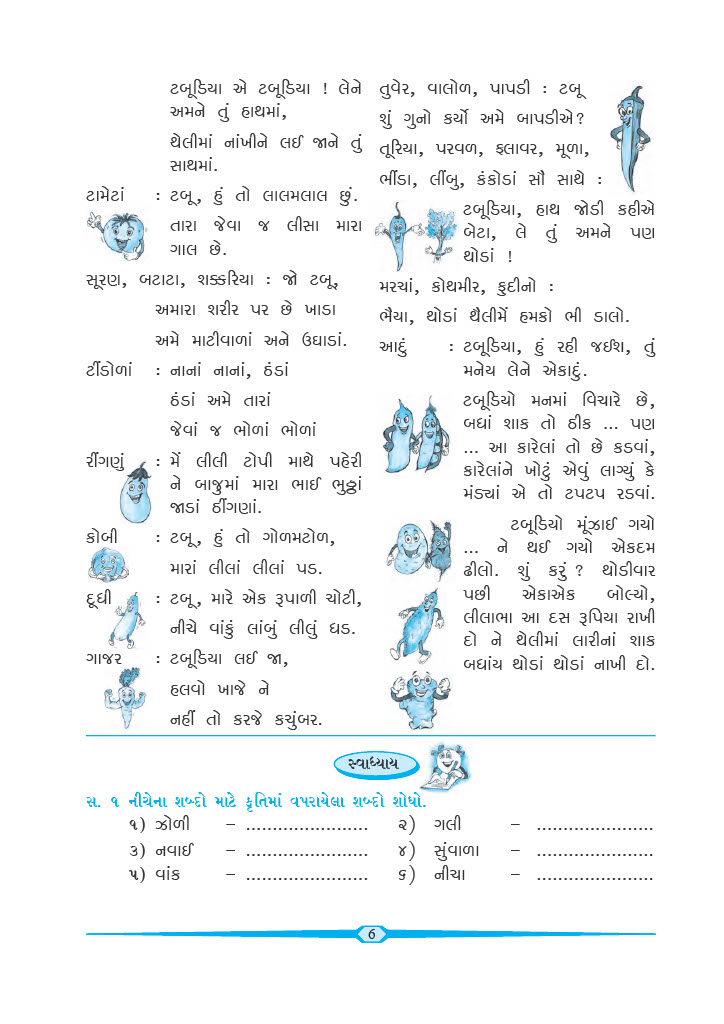 ટબૂડિયા એ ટબૂડિયા ! લેને
અમને તું હાથમાં,
થેલીમાં નાંખીને લઈ જાને તું
સાથમાં.
ટામેટાં : ટબૂ, હું તો લાલમલાલ છું.
તારા જેવા જ લીસા મારા
ગાલ છે.
સૂરણ, બટાટા, શક્કરિયા : જો ટબૂ,
અમારા શરીર પર છે ખાડા
અમે માટીવાળાં અને ઉઘાડાં.
ટીંડોળાં : નાનાં નાનાં, ઠંડાં
ઠંડાં અમે તારાં
જેવાં જ ભોળાં ભોળાં
રીંગણું : મેં લીલી ટોપી માથે પહેરી
ને બાજુમાં મારા ભાઈ ભુટ્ટાં
જાડાં ઠીંગણાં.
કોબી : ટબૂ, હું તો ગોળમટોળ,
મારાં લીલાં લીલાં પડ.
દૂધી : ટબૂ, મારે એક રૂપાળી ચોટી,
નીચે વાંકું લાંબું લીલું ધડ.
ગાજર : ટબૂડિયા લઈ જા,
હલવો ખાજે ને
નહીં તો કરજે કચુંબર.
તુવેર, વાલોળ, પાપડી : ટબૂ
શું ગુનો કર્યો અમે બાપડીએ?
તૂરિયા, પરવળ, ફલાવર, મૂળા,
ભીંડા, લીંબુ, કંકોડાં સૌ સાથે :
ટબૂડિયા, હાથ જોડી કહીએ
બેટા, લે તું અમને પણ
થોડાં !
મરચાં, કોથમીર, ફુદીનો :
ભૈયા, થોડાં થૈલીમેં હમકો ભી ડાલો.
આદું : ટબૂડિયા, હું રહી જઈશ, તું
મનેય લેને એકાદું.
ટબૂડિયો મનમાં વિચારે છે,
બધાં શાક તો ઠીક ... પણ
... આ કારેલાં તો છે કડવાં,
કારેલાંને ખોટું એવું લાગ્યું કે
મંડ્યાં એ તો ટપટપ રડવાં.
ટબૂડિયો મૂંઝાઈ ગયો
... ને થઈ ગયો એકદમ
ઢીલો. શું કરું ? થોડીવાર
પછી એકાએક બોલ્યો,
લીલાભા આ દસ રૂપિયા રાખી
દો ને થેલીમાં લારીનાં શાક
બધાંય થોડાં થોડાં નાખી દો.
સ્વાધ્યાય
સ. ૧ નીચેના શબ્દો માટે કૃતિમાં વપરાયેલા શબ્દો શોધો.
૧) ઝોળી – ....................... ૨) ગલી – ......................
૩) નવાઈ – ....................... ૪) સુંવાળા – ......................
૫) વાંક – ....................... ૬) નીચા – ......................
6